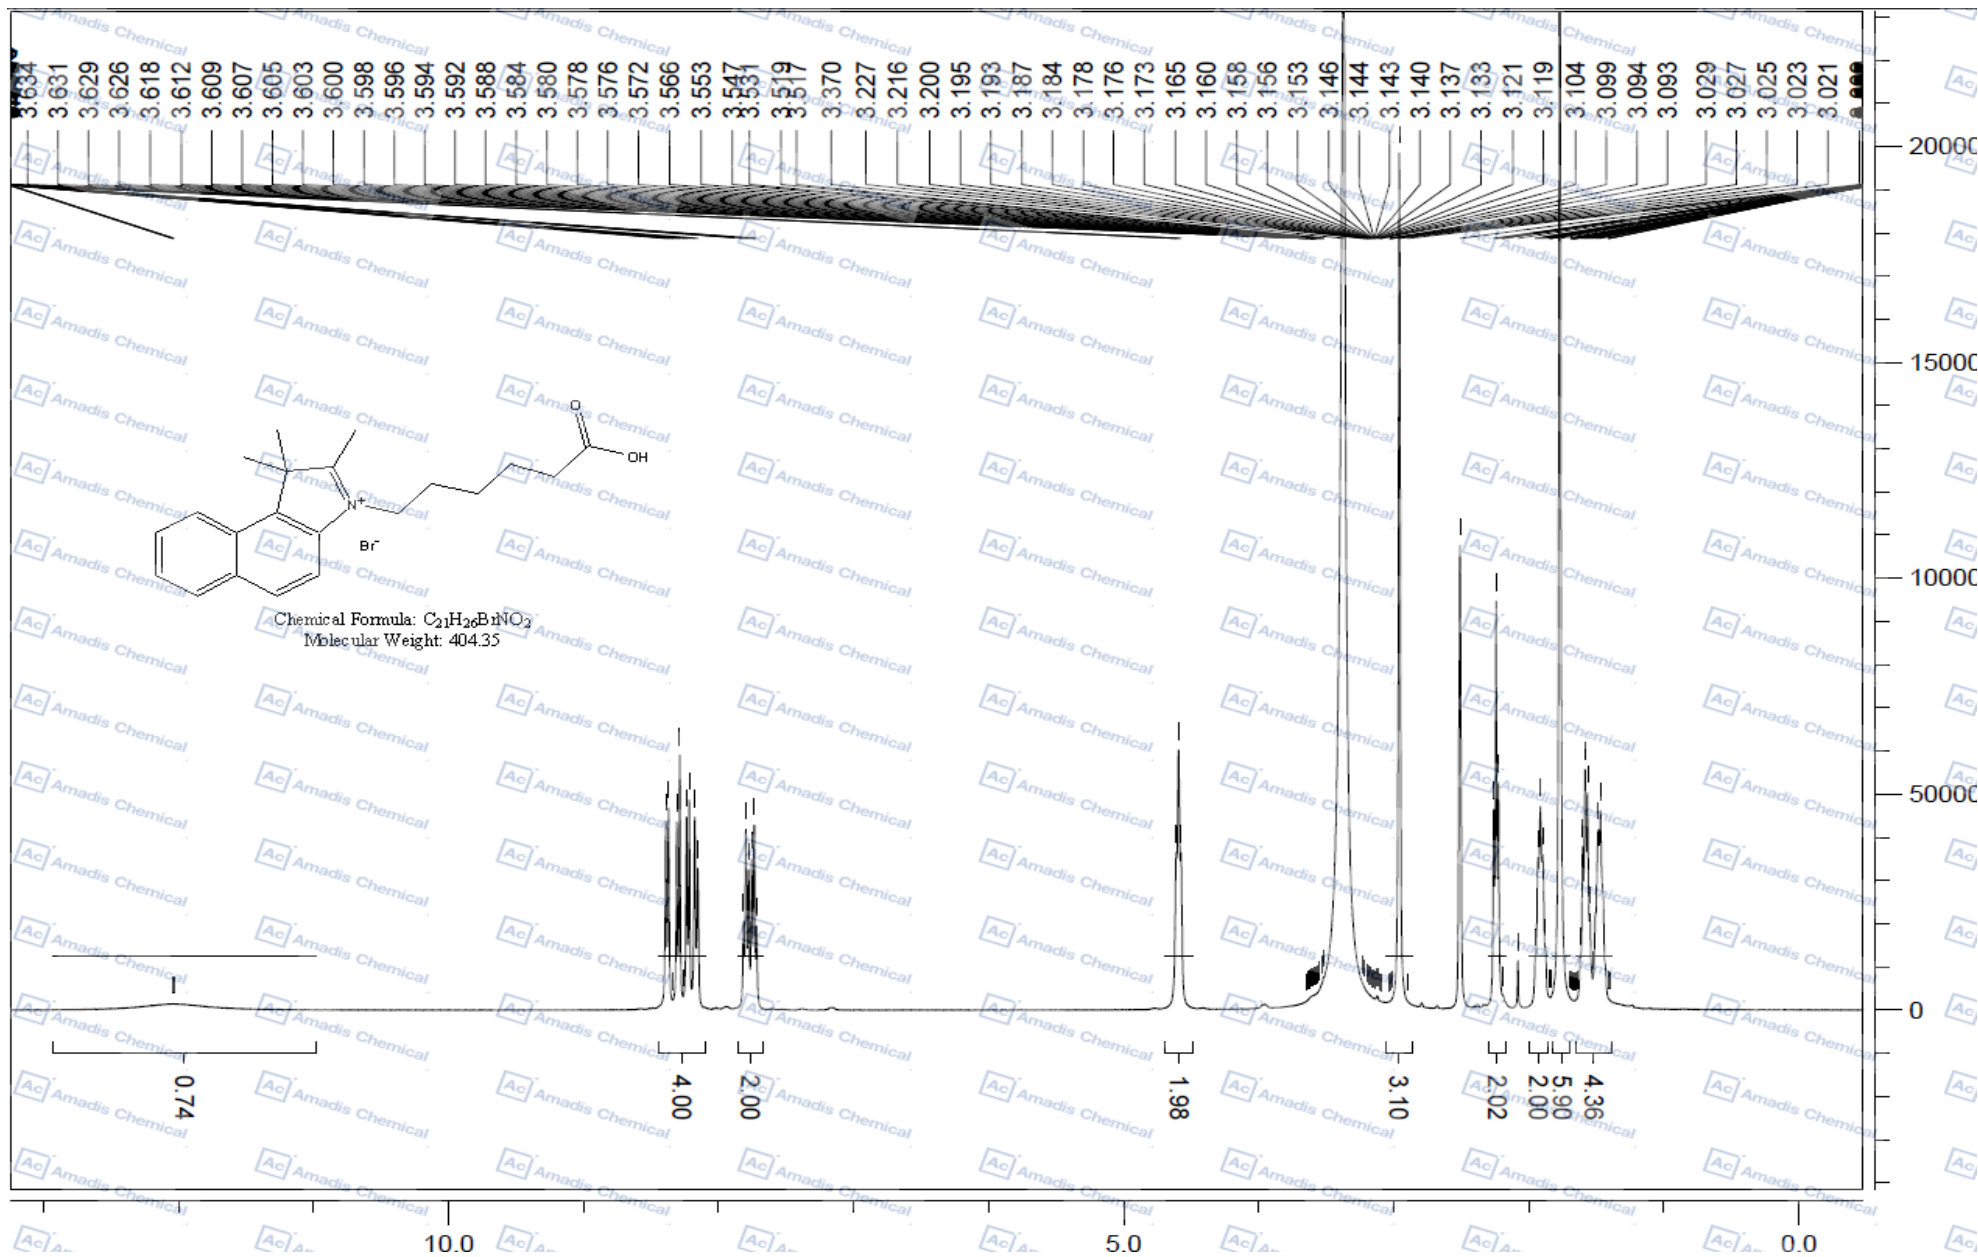 3.634 3.631 3.629 3.626 3.618 3.612 3.609 3.607 3.605 3.603 3.600 3.598 3.596 3.594 3.592 3.588 3.584 3.580 3.578 3.576 3.572 3.566 3.553 3.547 3.531 3.519 3.517 3.370 3.227 3.216 3.200 3.195 3.193 3.187 3.184 3.178 3.176 3.173 3.165 3.160 3.158 3.156 3.153 3.146 3.144 3.143 3.140 3.137 3.133 3.121 3.119 3.104 3.099 3.094 3.093 3.029 3.027 3.025 3.023 3.021
20000
15000
10000
50000
0
O
OH
N+
Br-
Chemical Formula: C21H26BrNO2
Molecular Weight: 404.35
0.74 4.00 2.00 1.98 3.10 2.02 2.00 5.90 4.36
10.0 5.0 0.0
Ac Amadis Chemical